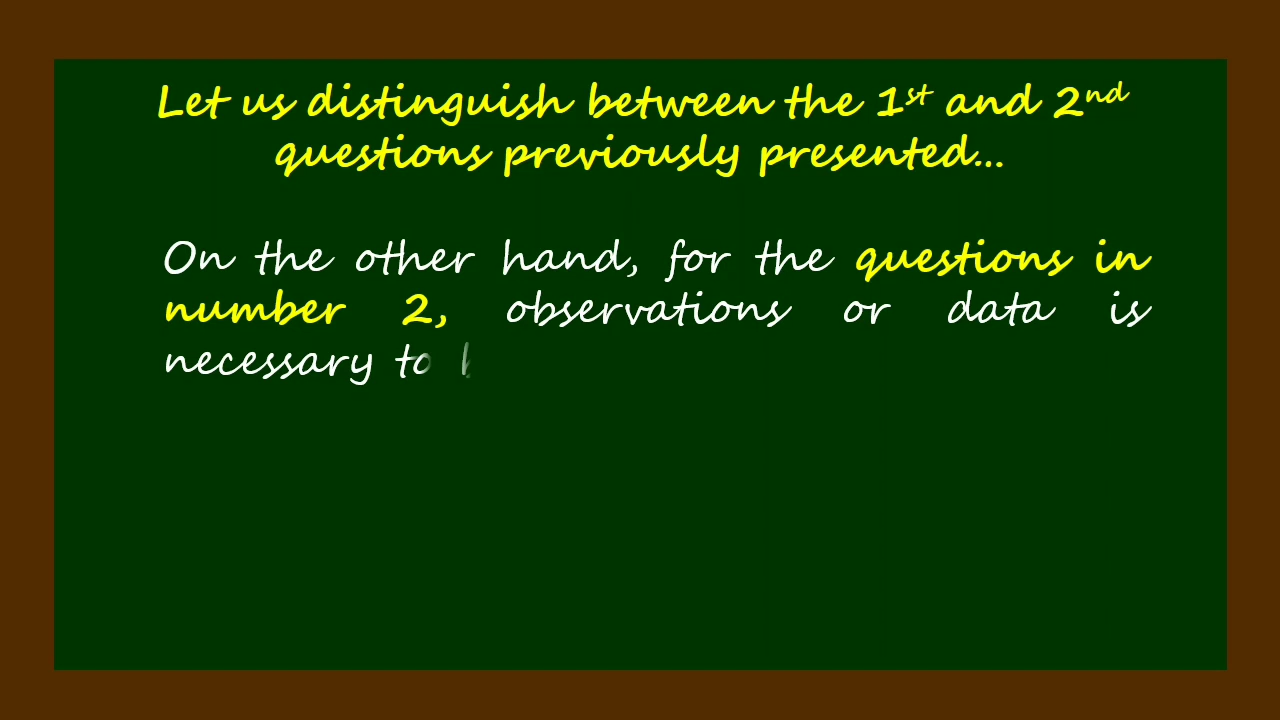 Let us distinguish between the 1st and 2nd
questions previously presented...
On the other hand, for the questions in
number 2, observations or data is
necessary to